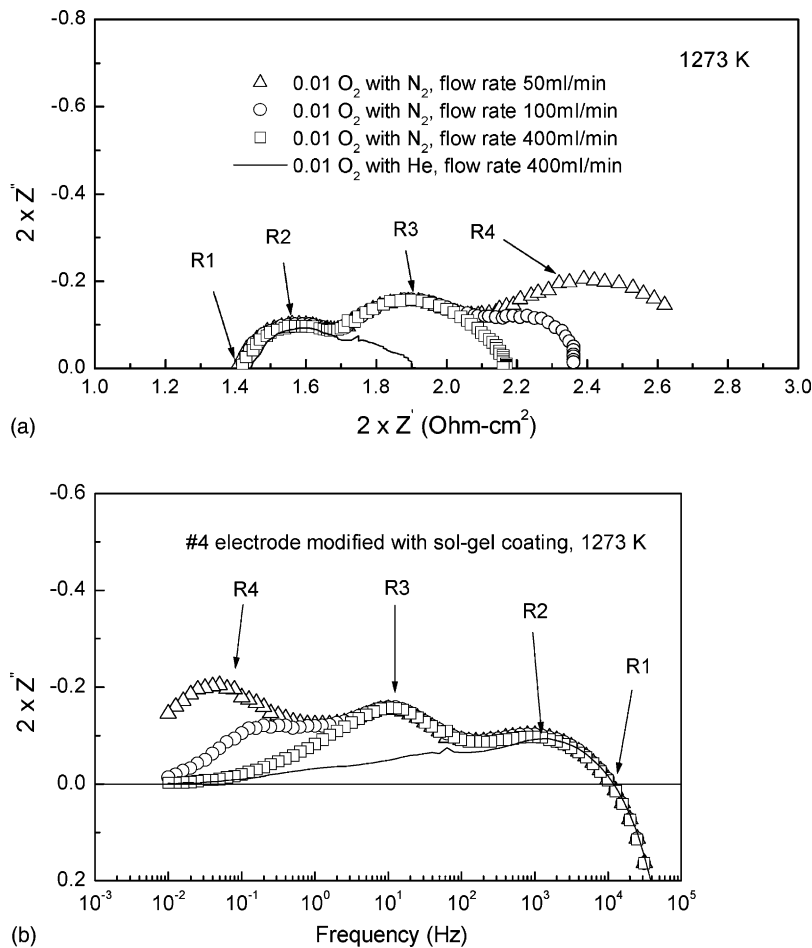 -0.8
-0.6
-0.4
-0.2
0.0
2 x Z"
1273 K
0.01 O2 with N2, flow rate 50ml/min
0.01 O2 with N2, flow rate 100ml/min
0.01 O2 with N2, flow rate 400ml/min
0.01 O2 with He, flow rate 400ml/min
R1
R2
R3
R4
1.0 1.2 1.4 1.6 1.8 2.0 2.2 2.4 2.6 2.8 3.0
(a)
2 x Z' (Ohm-cm²)
-0.6
-0.4
-0.2
0.0
0.2
2 x Z"
#4 electrode modified with sol-gel coating, 1273 K
R4
R3
R2
R1
10⁻³ 10⁻² 10⁻¹ 10⁰ 10¹ 10² 10³ 10⁴ 10⁵
(b)
Frequency (Hz)